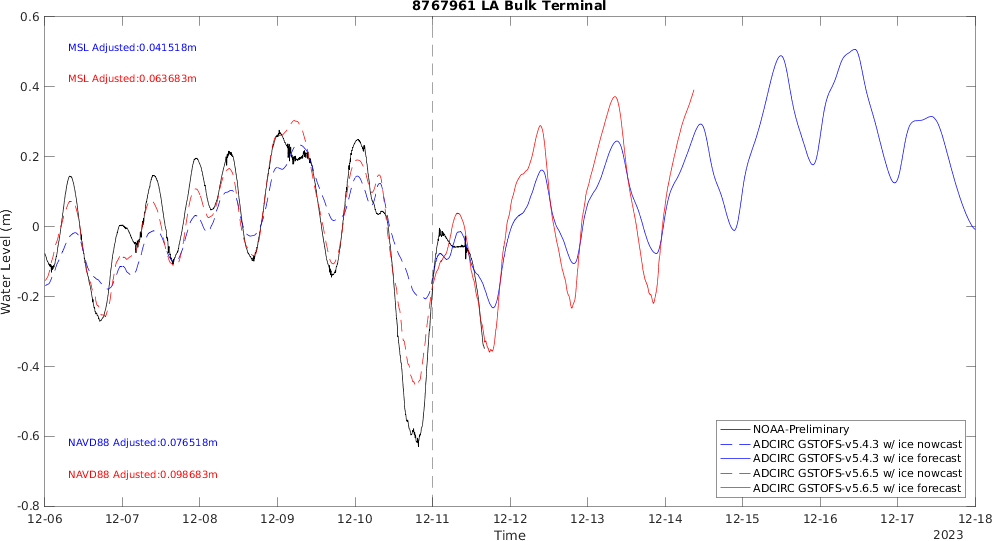 8767961 LA Bulk Terminal
0.6
0.4
0.2
0
-0.2
-0.4
-0.6
-0.8
Water Level (m)
MSL Adjusted:0.041518m
MSL Adjusted:0.063683m
NAVD88 Adjusted:0.076518m
NAVD88 Adjusted:0.098683m
NOAA-Preliminary
ADCIRC GSTOFS-v5.4.3 w/ ice nowcast
ADCIRC GSTOFS-v5.4.3 w/ ice forecast
ADCIRC GSTOFS-v5.6.5 w/ ice nowcast
ADCIRC GSTOFS-v5.6.5 w/ ice forecast
12-06 12-07 12-08 12-09 12-10 12-11 12-12 12-13 12-14 12-15 12-16 12-17 12-18
Time
2023